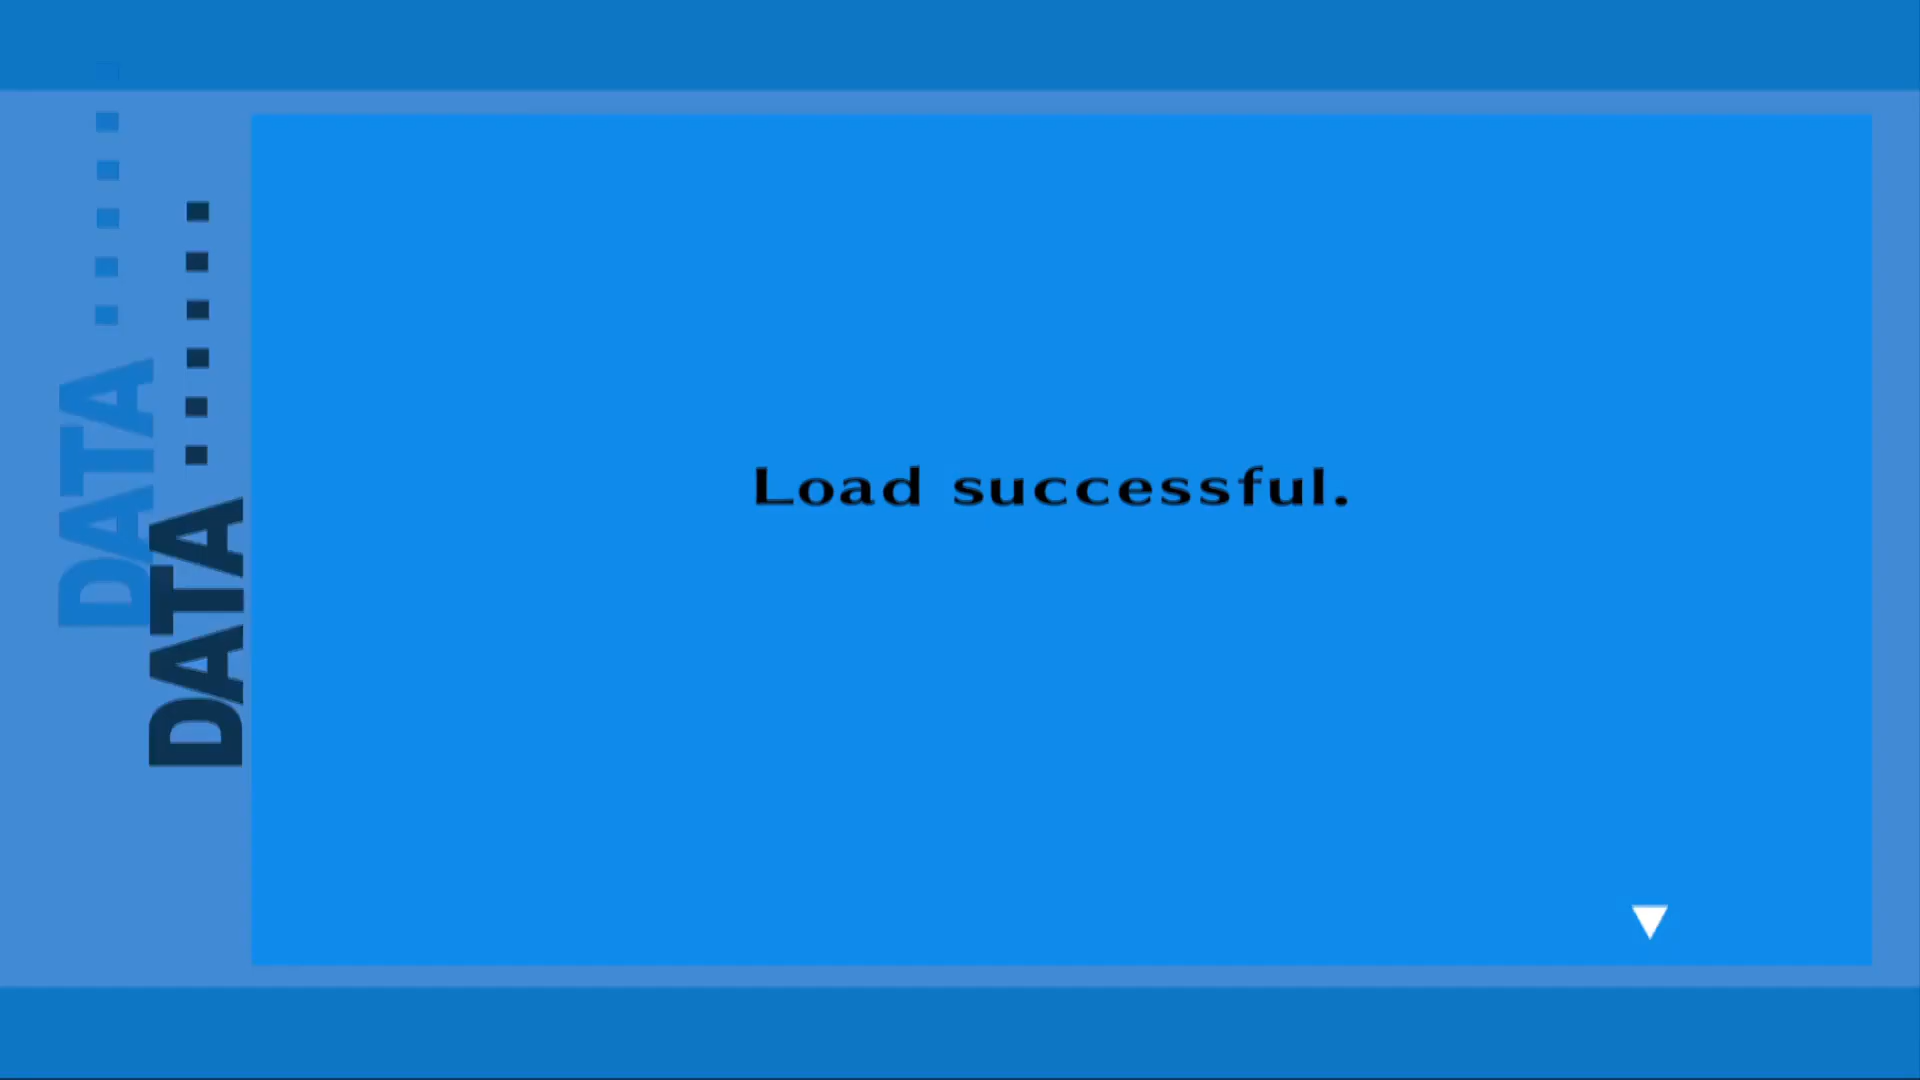 DATA ......
DATA ......
Load successful.